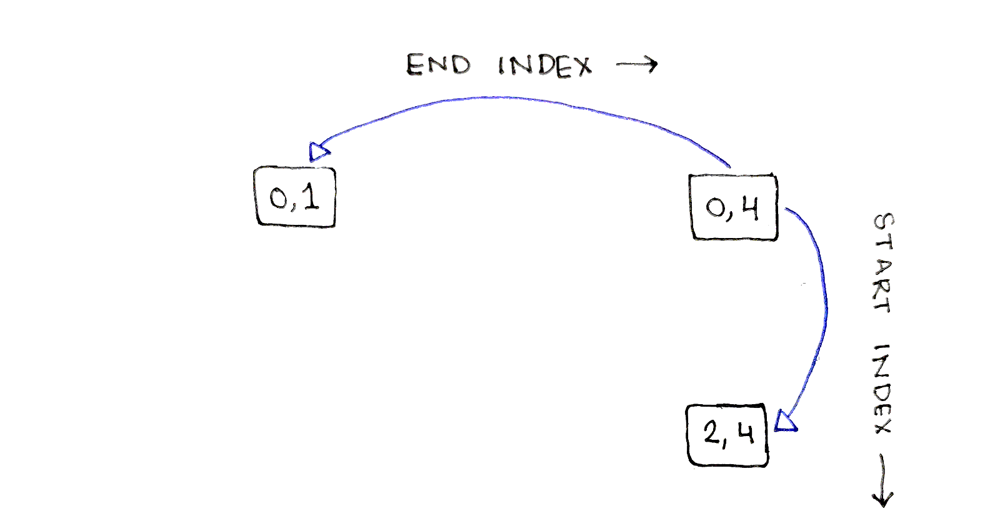 END INDEX →
0,1
0,4
START INDEX →
2,4